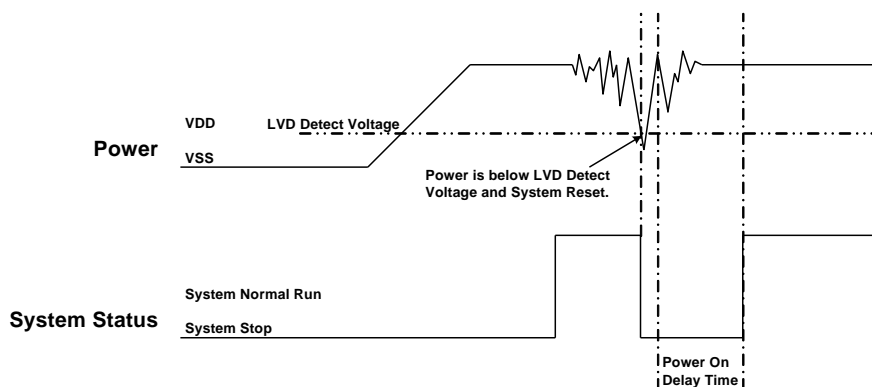 VDD
LVD Detect Voltage
Power
VSS
Power is below LVD Detect
Voltage and System Reset.
System Normal Run
System Status
System Stop
Power On
Delay Time